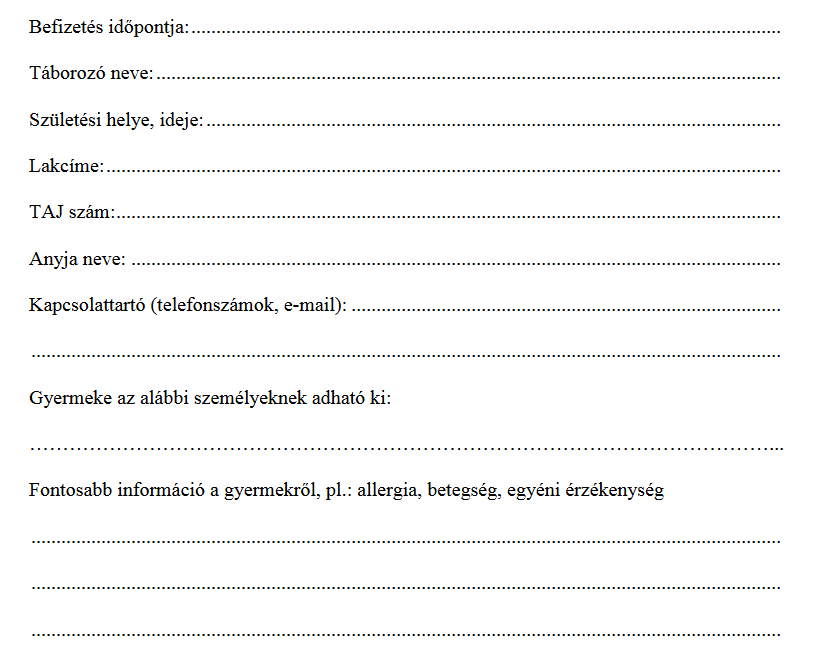 Befizetés időpontja:......................................................................................................................
Táborozó neve:.............................................................................................................................
Születési helye, ideje:...................................................................................................................
Lakcíme:.......................................................................................................................................
TAJ szám:.....................................................................................................................................
Anyja neve: ..................................................................................................................................
Kapcsolattartó (telefonszámok, e-mail): ......................................................................................
......................................................................................................................................................
Gyermeke az alábbi személyeknek adható ki:
…………………………………………………………………………………………………...
Fontosabb információ a gyermekről, pl.: allergia, betegség, egyéni érzékenység
......................................................................................................................................................
......................................................................................................................................................
......................................................................................................................................................